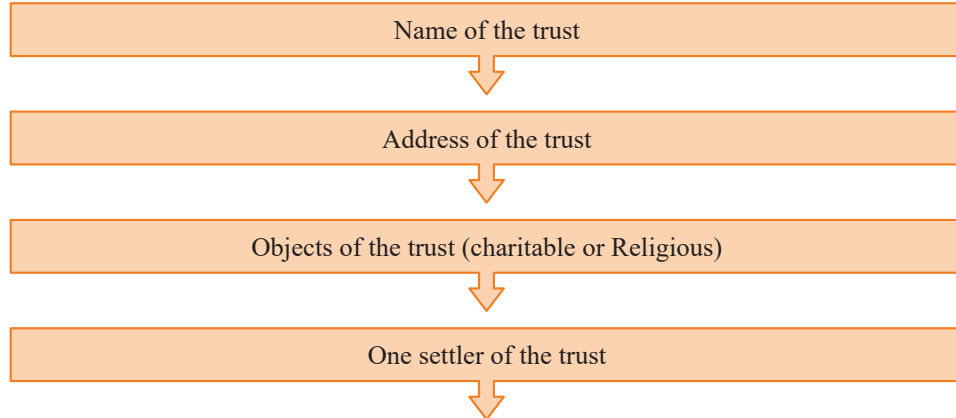 Name of the trust
Address of the trust
Objects of the trust (charitable or Religious)
One settler of the trust